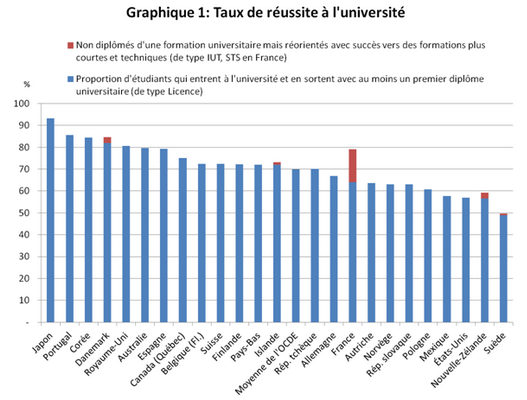 Graphique 1: Taux de réussite à l'université
Non diplômés d'une formation universitaire mais réorientés avec succès vers des formations plus
courtes et techniques (de type IUT, STS en France)
Proportion d'étudiants qui entrent à l'université et en sortent avec au moins un premier diplôme
universitaire (de type Licence)
%
100
90
80
70
60
50
40
30
20
10
-
Japon
Portugal
Corée
Danemark
Royaume-Uni
Australie
Espagne
Canada (Québec)
Belgique (Fl.)
Suisse
Finlande
Pays-Bas
Islande
Moyenne de l'OCDE
Rép. tchèque
Allemagne
France
Autriche
Norvège
Rép. slovaque
Pologne
Mexique
États-Unis
Nouvelle-Zélande
Suède